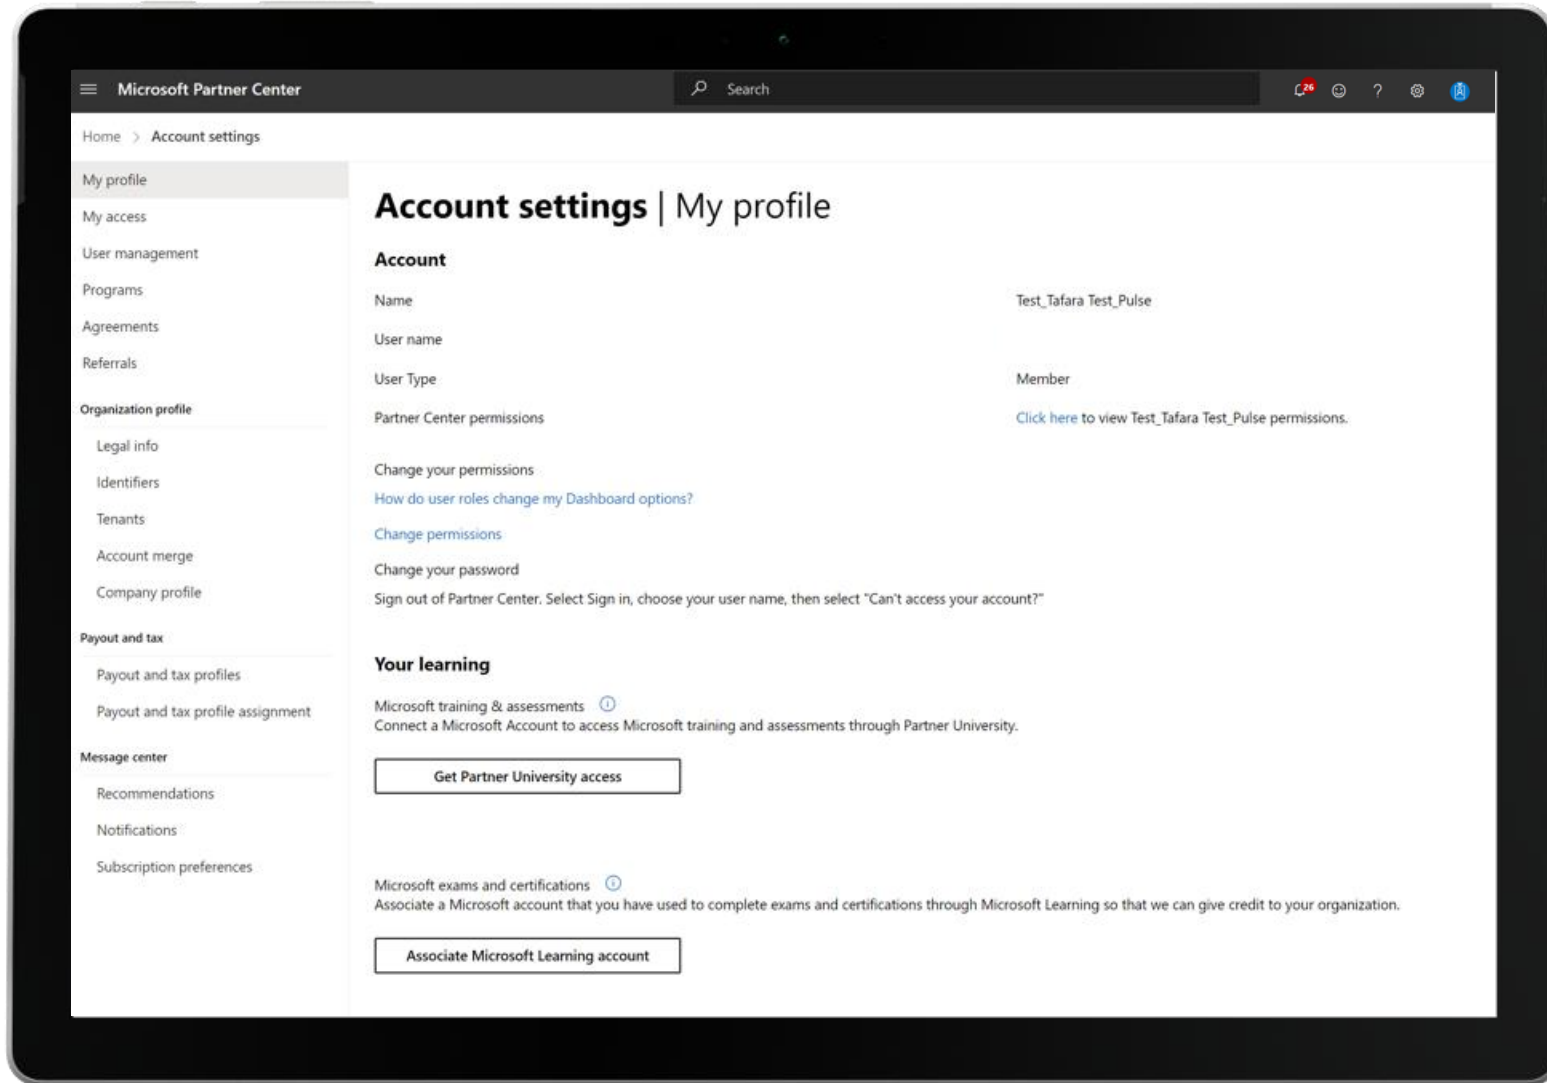 Microsoft Partner Center
Search
26
?
Home > Account settings
My profile
My access
User management
Programs
Agreements
Referrals
Organization profile
Legal info
Identifiers
Tenants
Account merge
Company profile
Payout and tax
Payout and tax profiles
Payout and tax profile assignment
Message center
Recommendations
Notifications
Subscription preferences
Account settings | My profile
Account
Name Test_Tafara Test_Pulse
User name
User Type Member
Partner Center permissions Click here to view Test_Tafara Test_Pulse permissions.
Change your permissions
How do user roles change my Dashboard options?
Change permissions
Change your password
Sign out of Partner Center. Select Sign in, choose your user name, then select "Can't access your account?"
Your learning
Microsoft training & assessments
Connect a Microsoft Account to access Microsoft training and assessments through Partner University.
Get Partner University access
Microsoft exams and certifications
Associate a Microsoft account that you have used to complete exams and certifications through Microsoft Learning so that we can give credit to your organization.
Associate Microsoft Learning account